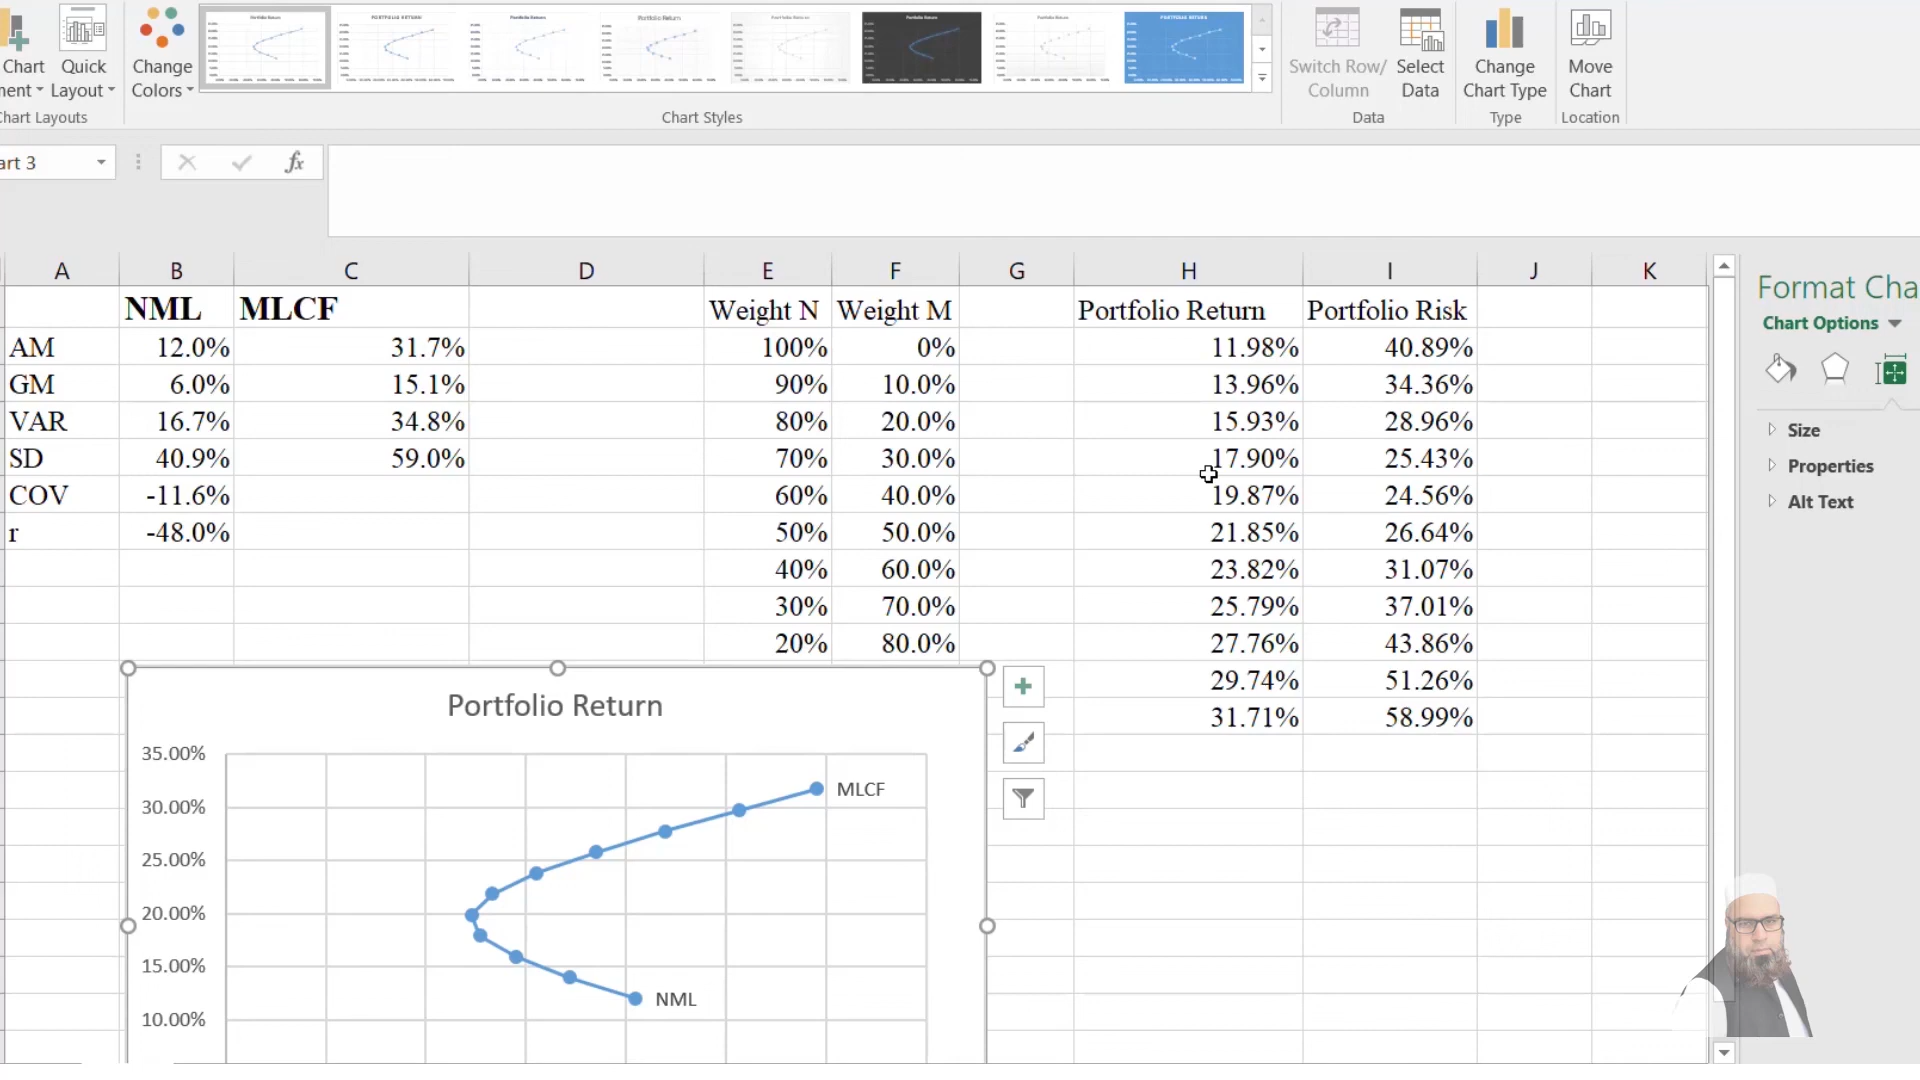 Chart Quick Change Switch Row/ Select Change Move
ment Layout Colors Column Data Chart Type Chart
Chart Layouts Chart Styles Data Type Location
art 3 fx
A B C D E F G H I J K
NML MLCF Weight N Weight M Portfolio Return Portfolio Risk
AM 12.0% 31.7% 100% 0% 11.98% 40.89%
GM 6.0% 15.1% 90% 10.0% 13.96% 34.36%
VAR 16.7% 34.8% 80% 20.0% 15.93% 28.96%
SD 40.9% 59.0% 70% 30.0% 17.90% 25.43%
COV -11.6% 60% 40.0% 19.87% 24.56%
r -48.0% 50% 50.0% 21.85% 26.64%
40% 60.0% 23.82% 31.07%
30% 70.0% 25.79% 37.01%
20% 80.0% 27.76% 43.86%
29.74% 51.26%
31.71% 58.99%
Portfolio Return
35.00%
MLCF
30.00%
25.00%
20.00%
15.00%
NML
10.00%
Format Cha
Chart Options
Size
Properties
Alt Text